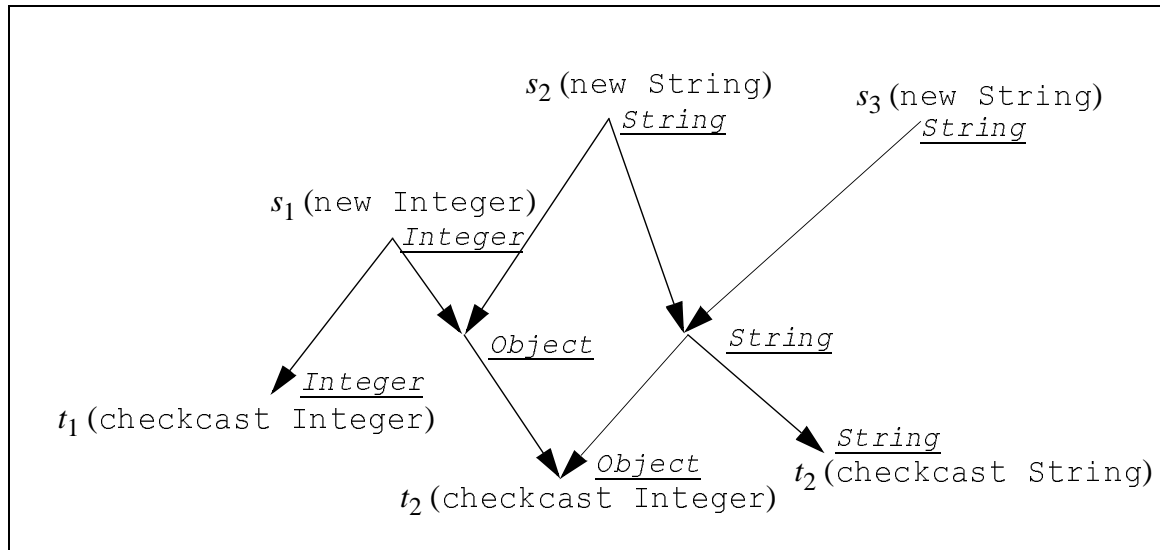 s2 (new String)
String
s3 (new String)
String
s1 (new Integer)
Integer
Object
String
Integer
t1 (checkcast Integer)
Object
t2 (checkcast Integer)
String
t2 (checkcast String)